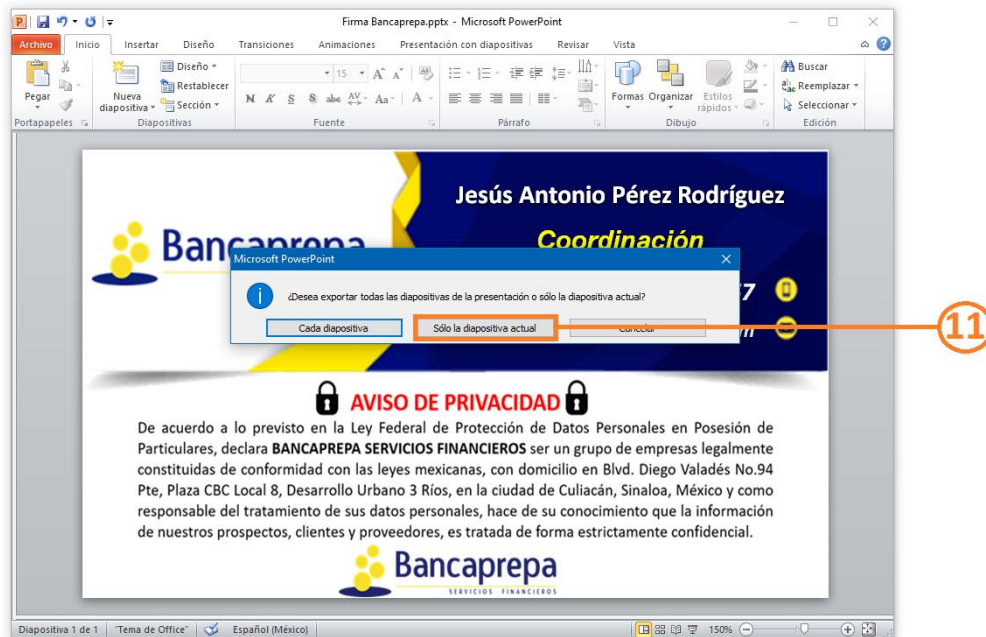 Firma Bancaprepa.pptx - Microsoft PowerPoint
Archivo Inicio Insertar Diseño Transiciones Animaciones Presentación con diapositivas Revisar Vista
Pegar
Nueva diapositiva
Diseño
Restablecer
Sección
15
N K S S abc AV Aa A
Formas Organizar Estilos rápidos
Buscar
Reemplazar
Seleccionar
Portapapeles Diapositivas Fuente Párrafo Dibujo Edición
Jesús Antonio Pérez Rodríguez
Coordinación
7
m
Microsoft PowerPoint
¿Desea exportar todas las diapositivas de la presentación o sólo la diapositiva actual?
Cada diapositiva Sólo la diapositiva actual Cancelar
11
AVISO DE PRIVACIDAD
De acuerdo a lo previsto en la Ley Federal de Protección de Datos Personales en Posesión de
Particulares, declara BANCAPREPA SERVICIOS FINANCIEROS ser un grupo de empresas legalmente
constituidas de conformidad con las leyes mexicanas, con domicilio en Blvd. Diego Valadés No.94
Pte, Plaza CBC Local 8, Desarrollo Urbano 3 Ríos, en la ciudad de Culiacán, Sinaloa, México y como
responsable del tratamiento de sus datos personales, hace de su conocimiento que la información
de nuestros prospectos, clientes y proveedores, es tratada de forma estrictamente confidencial.
Bancaprepa
SERVICIOS FINANCIEROS
Diapositiva 1 de 1 "Tema de Office" Español (México) 150%